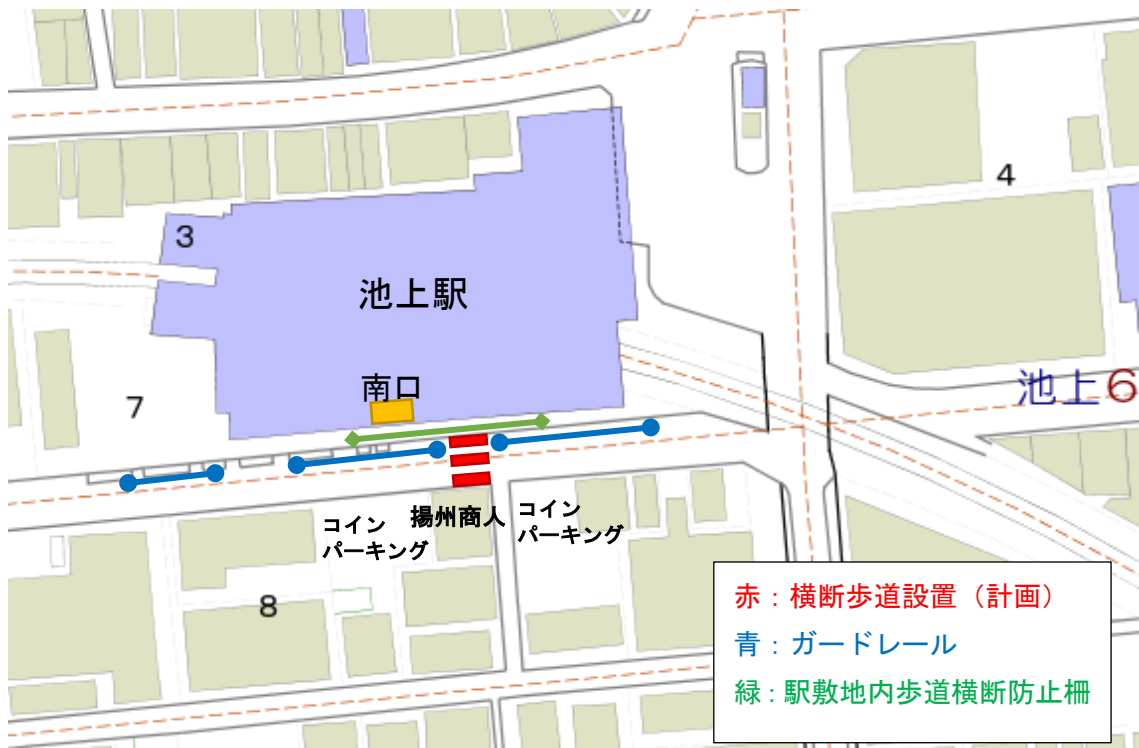 4
3
池上駅
池上6
南口
7
揚州商人
コイン
パーキング
コイン
パーキング
8
赤：横断歩道設置（計画）
青：ガードレール
緑：駅敷地内歩道横断防止柵